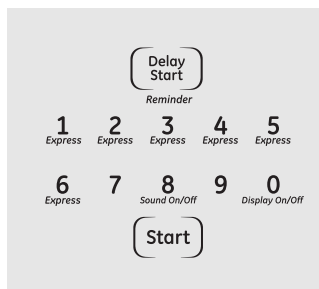 Delay
Start
Reminder
1 2 3 4 5
Express Express Express Express Express
6 7 8 9 0
Express Sound On/Off Display On/Off
Start